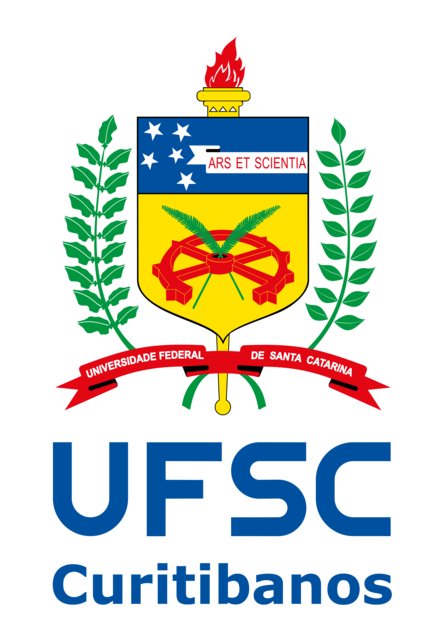 ARS ET SCIENTIA
UNIVERSIDADE FEDERAL DE SANTA CATARINA
UFSC
Curitibanos